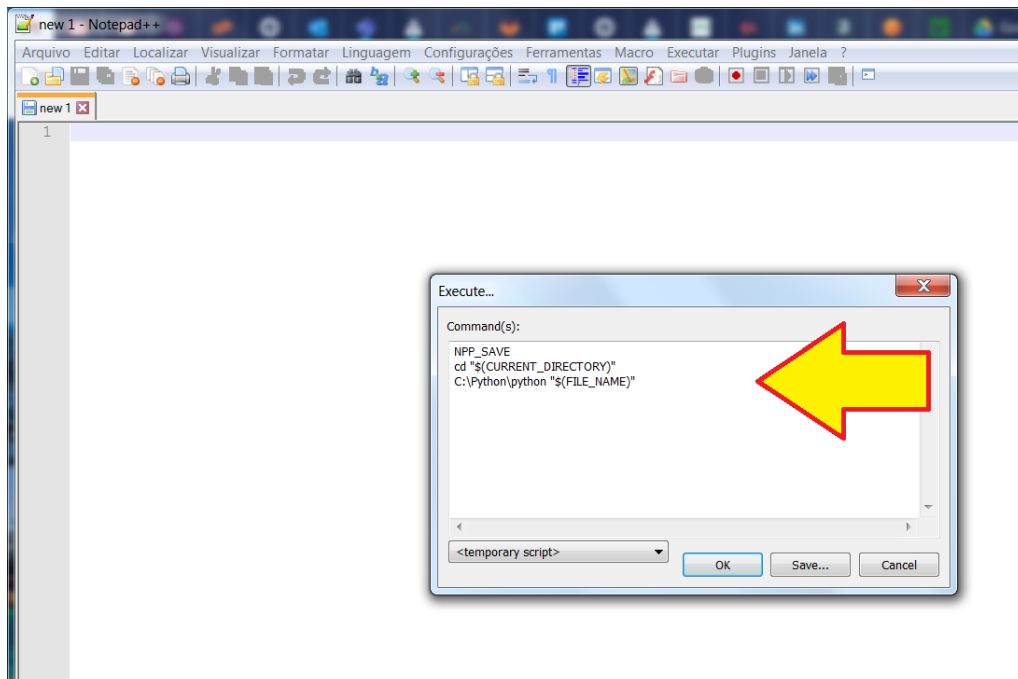 new 1 - Notepad++
Arquivo Editar Localizar Visualizar Formatar Linguagem Configurações Ferramentas Macro Executar Plugins Janela ?
new 1
1
Execute...
Command(s):
NPP_SAVE
cd "$(CURRENT_DIRECTORY)"
C:\Python\python "$(FILE_NAME)"
<temporary script>
OK Save... Cancel